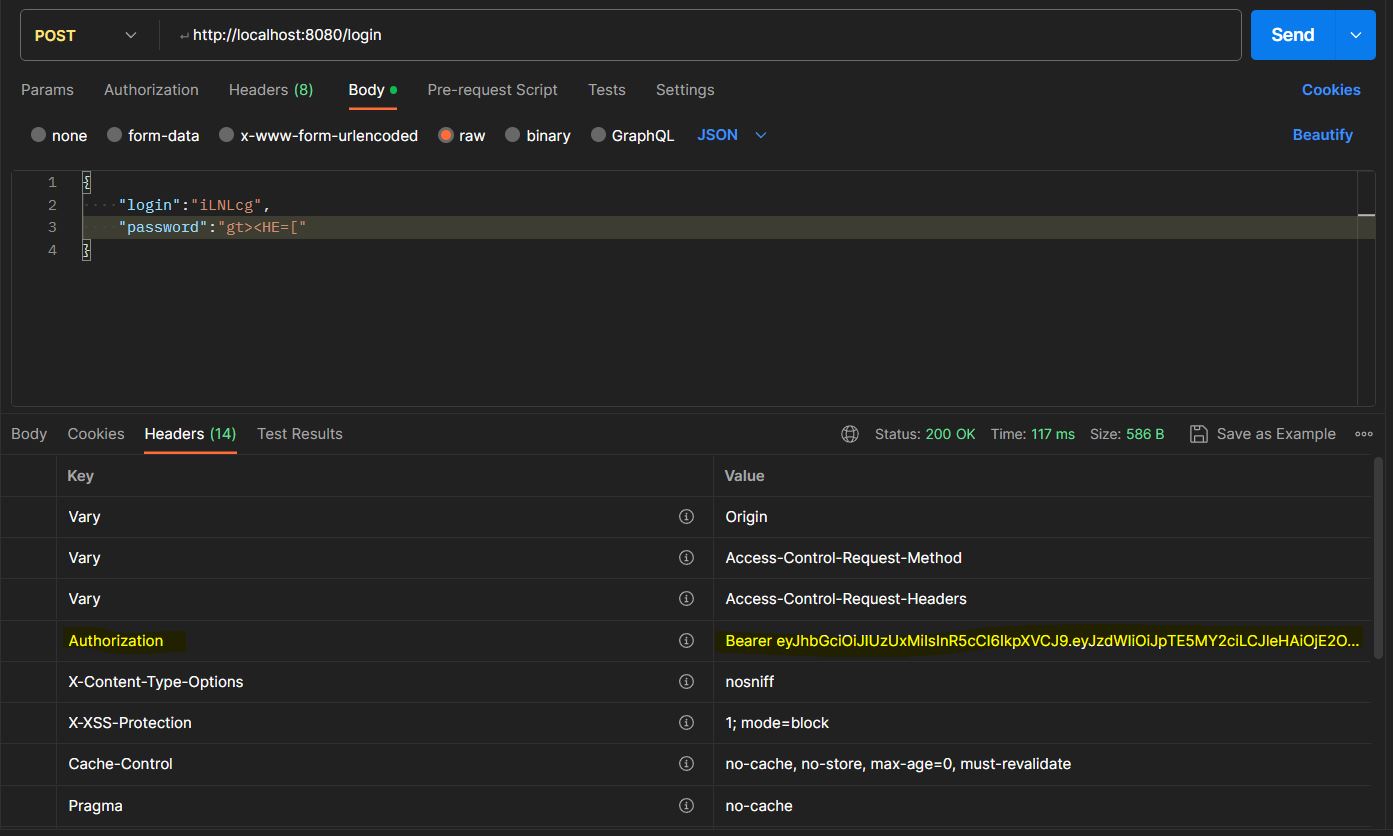 POST http://localhost:8080/login Send
Params Authorization Headers (8) Body Pre-request Script Tests Settings Cookies
none form-data x-www-form-urlencoded raw binary GraphQL JSON Beautify
1 {
2 "login":"iLNLcg",
3 "password":"gt><HE=["
4 }
Body Cookies Headers (14) Test Results Status: 200 OK Time: 117 ms Size: 586 B Save as Example
Key Value
Vary Origin
Vary Access-Control-Request-Method
Vary Access-Control-Request-Headers
Authorization Bearer eyJhbGciOiJIUzUxMiIsInR5cCI6IkpXVCJ9.eyJzdWIiOiJpTE5MY2ciLCJleHAiOjE2O...
X-Content-Type-Options nosniff
X-XSS-Protection 1; mode=block
Cache-Control no-cache, no-store, max-age=0, must-revalidate
Pragma no-cache